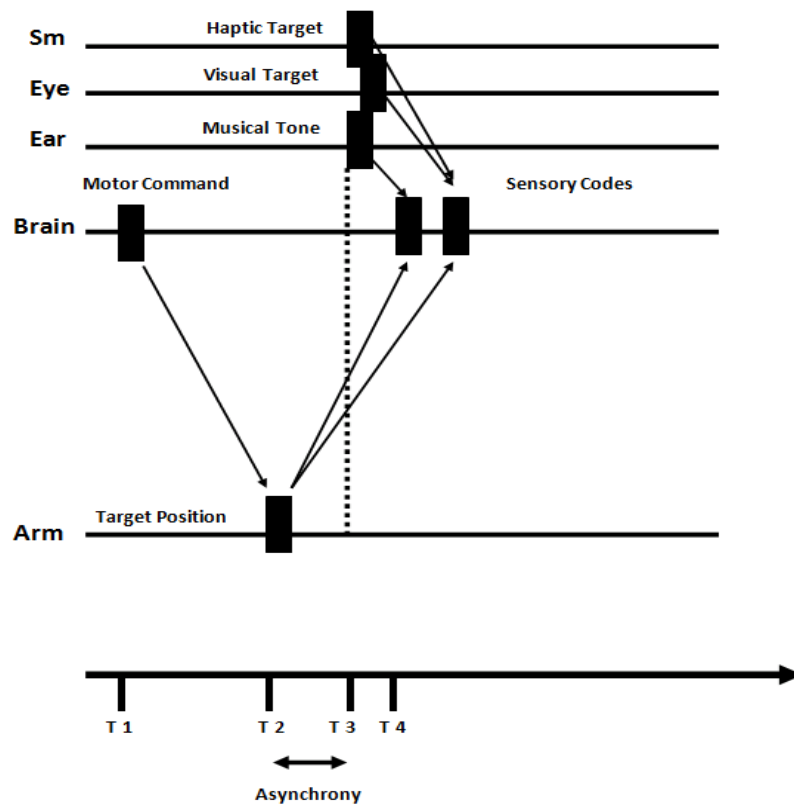 Sm
Haptic Target
Eye
Visual Target
Ear
Musical Tone
Motor Command
Sensory Codes
Brain
Target Position
Arm
T 1
T 2
T 3
T 4
Asynchrony